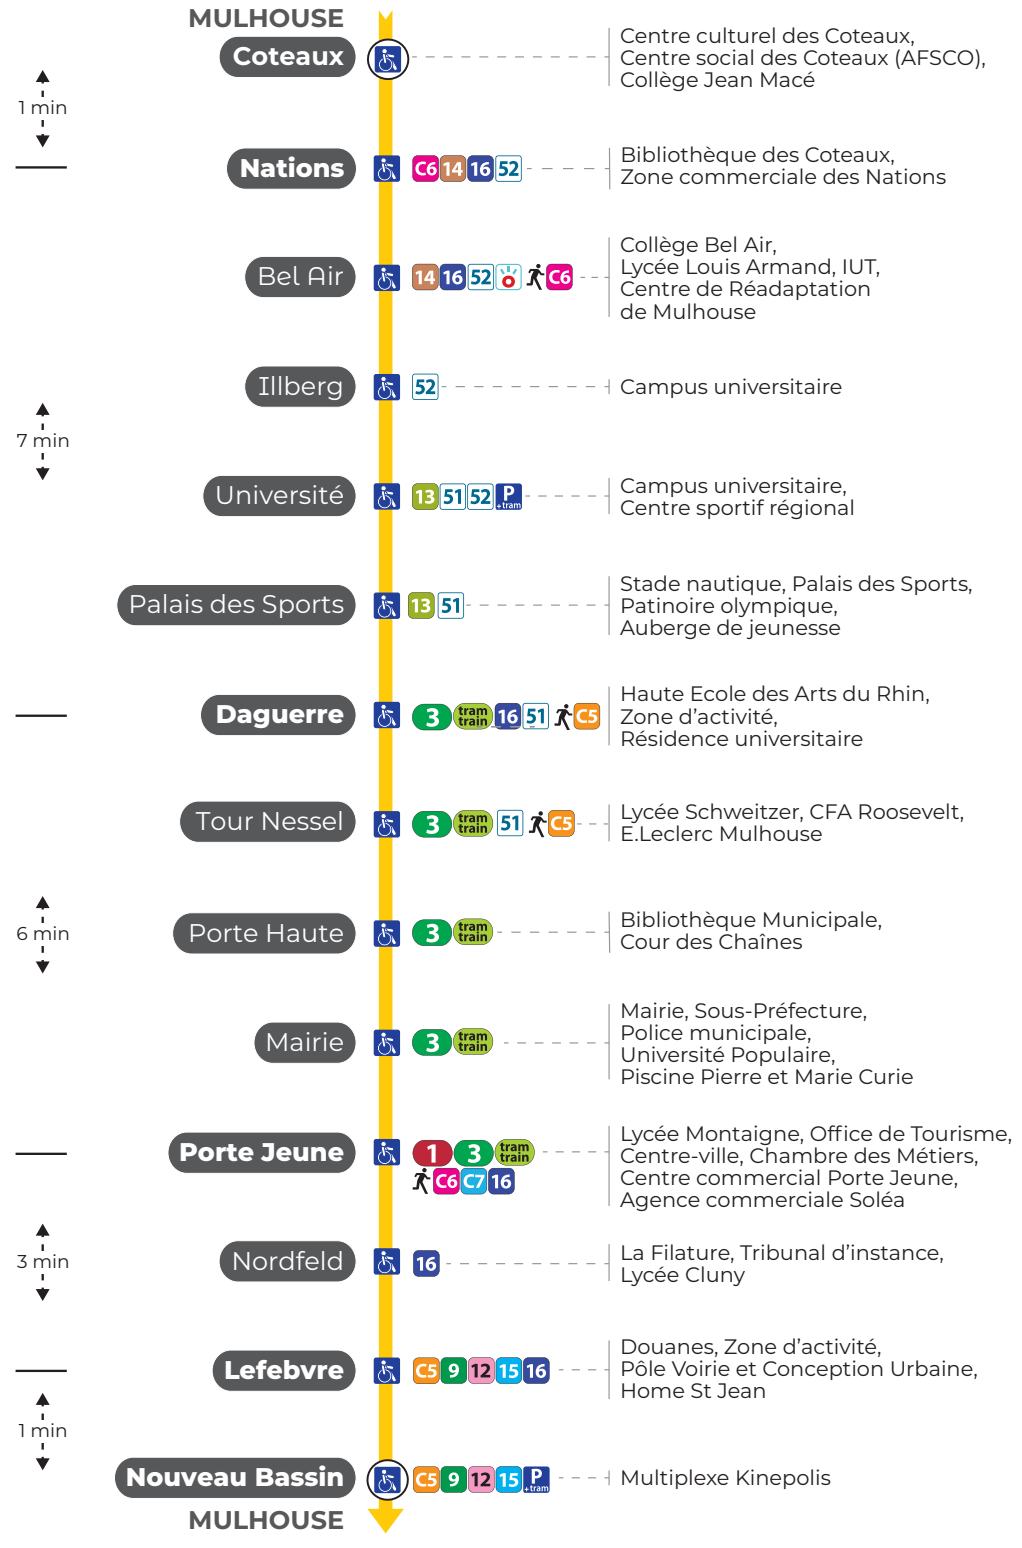 MULHOUSE
Coteaux
Centre culturel des Coteaux,
Centre social des Coteaux (AFSCO),
Collège Jean Macé
1 min
Nations
C6 14 16 52
Bibliothèque des Coteaux,
Zone commerciale des Nations
Bel Air
14 16 52 C6
Collège Bel Air,
Lycée Louis Armand, IUT,
Centre de Réadaptation
de Mulhouse
Illberg
52
Campus universitaire
7 min
Université
13 51 52 P +tram
Campus universitaire,
Centre sportif régional
Palais des Sports
13 51
Stade nautique, Palais des Sports,
Patinoire olympique,
Auberge de jeunesse
Daguerre
3 tram train 16 51 C5
Haute Ecole des Arts du Rhin,
Zone d’activité,
Résidence universitaire
Tour Nessel
3 tram train 51 C5
Lycée Schweitzer, CFA Roosevelt,
E.Leclerc Mulhouse
6 min
Porte Haute
3 tram train
Bibliothèque Municipale,
Cour des Chaînes
Mairie
3 tram train
Mairie, Sous-Préfecture,
Police municipale,
Université Populaire,
Piscine Pierre et Marie Curie
Porte Jeune
1 3 tram train
C6 C7 16
Lycée Montaigne, Office de Tourisme,
Centre-ville, Chambre des Métiers,
Centre commercial Porte Jeune,
Agence commerciale Soléa
3 min
Nordfeld
16
La Filature, Tribunal d’instance,
Lycée Cluny
Lefebvre
C5 9 12 15 16
Douanes, Zone d’activité,
Pôle Voirie et Conception Urbaine,
Home St Jean
1 min
Nouveau Bassin
C5 9 12 15 P +tram
Multiplexe Kinepolis
MULHOUSE